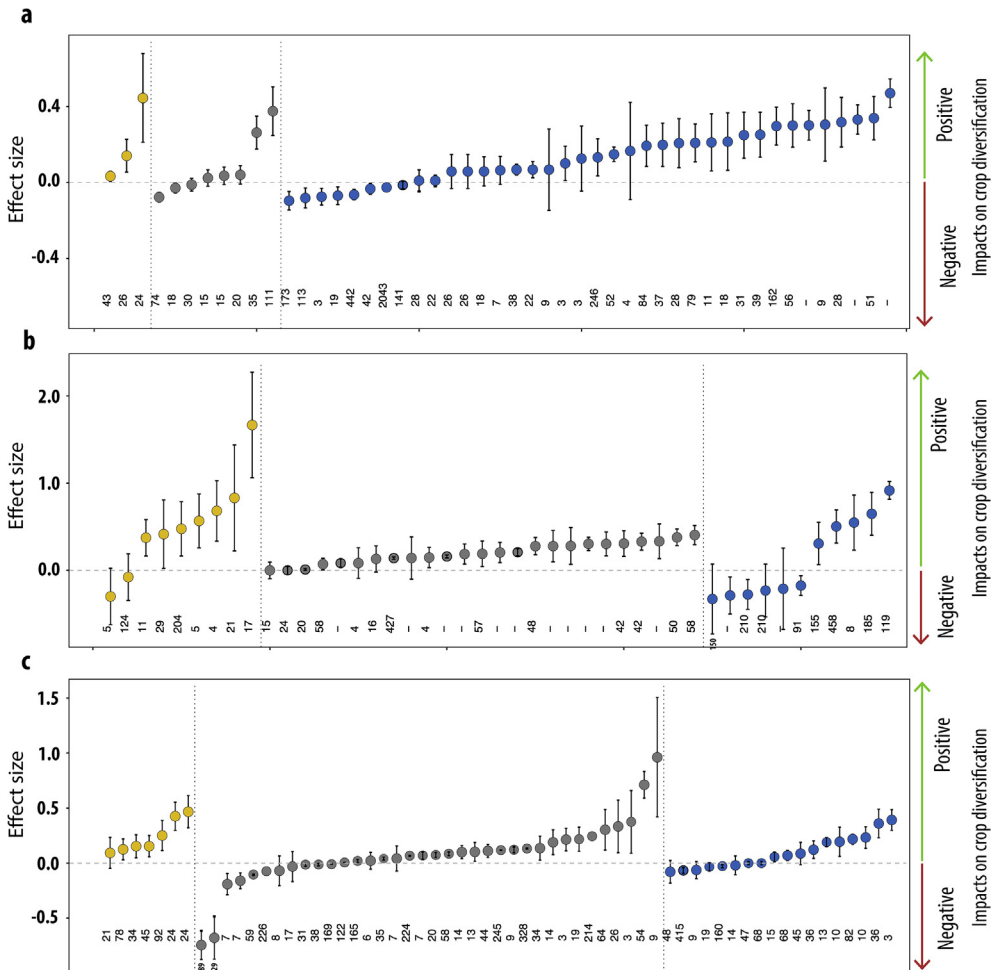 a
Effect size
0.4
0.0
-0.4
43 26 24 74 18 30 15 15 20 35 111 173 113 3 19 442 42 2043 141 28 22 26 26 18 7 38 22 9 3 3 246 52 4 84 37 28 79 11 18 31 39 162 56 – 9 28 – 51 –
Positive
Negative
Impacts on crop diversification
b
Effect size
2.0
1.0
0.0
5 124 11 29 204 5 4 21 17 15 24 20 58 – 4 16 427 – 4 – – 57 – – 48 – – – – 42 42 – 50 58 150 – 210 210 91 155 458 8 185 119
Positive
Negative
Impacts on crop diversification
c
Effect size
1.5
1.0
0.5
0.0
-0.5
21 78 34 45 92 24 24 89 29 7 7 59 226 8 17 31 38 169 122 165 6 35 7 224 7 20 58 14 13 44 245 9 328 34 14 3 19 214 64 26 3 54 9 48 415 9 19 160 14 47 68 15 68 45 36 13 10 82 10 36 3
Positive
Negative
Impacts on crop diversification